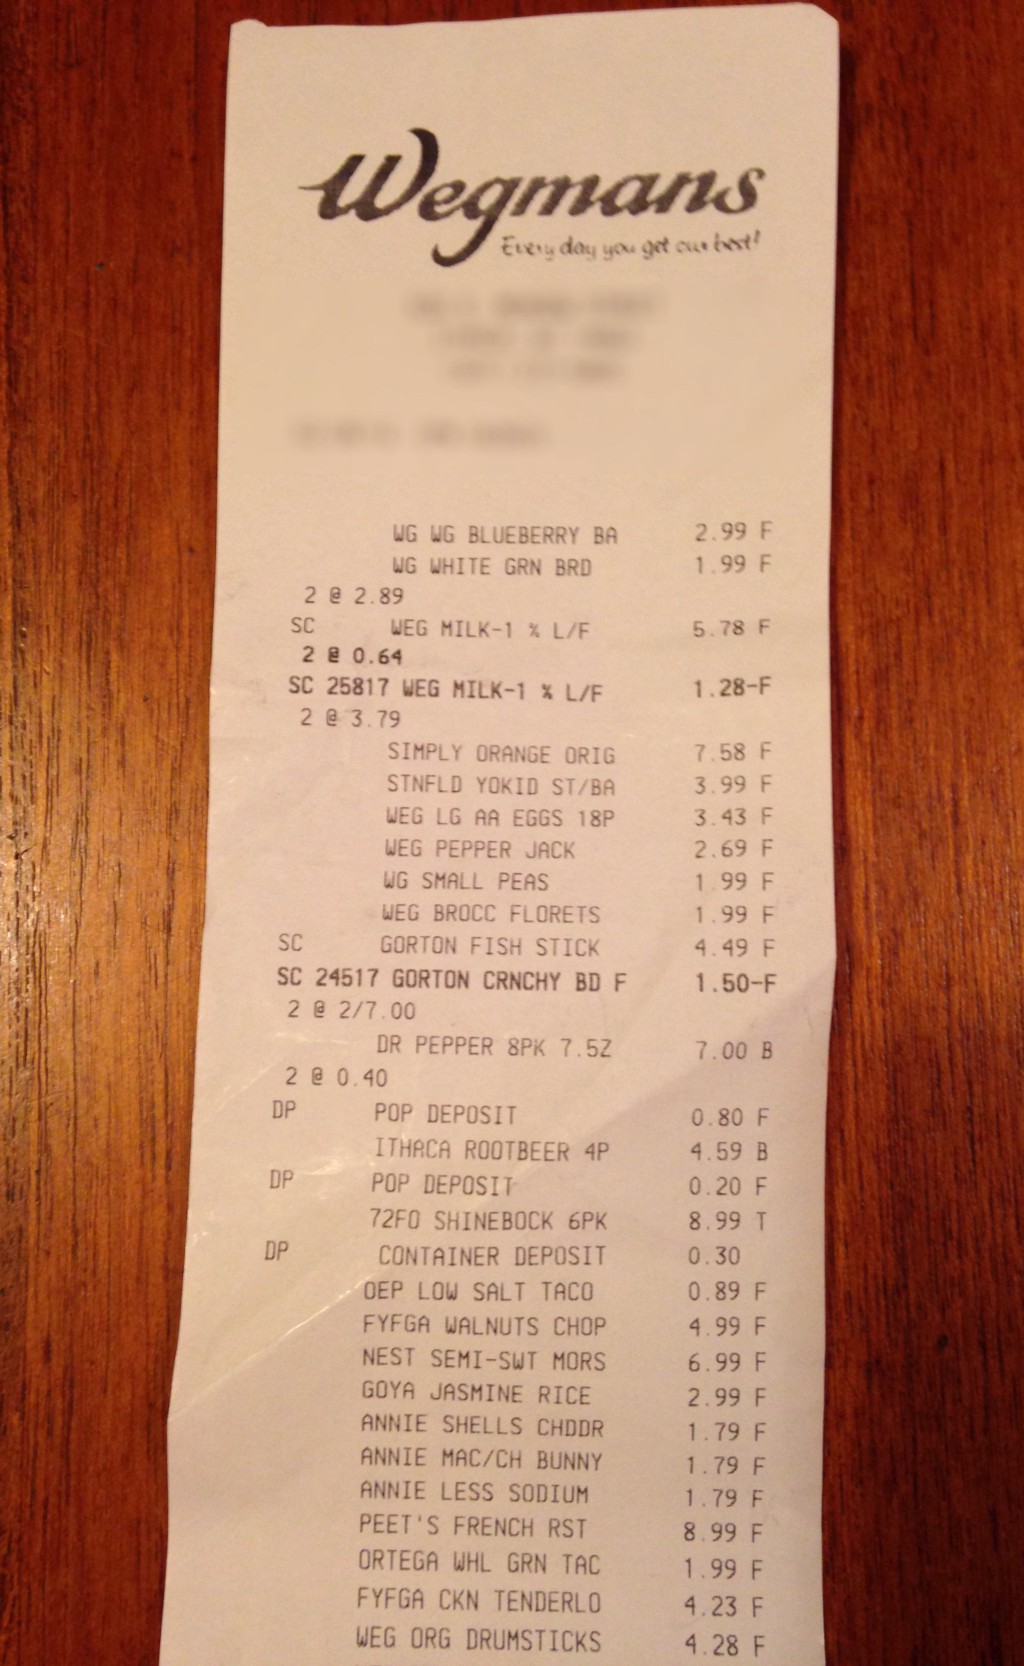 Wegmans
Every day you get our best!
WG WG BLUEBERRY BA 2.99 F
WG WHITE GRN BRD 1.99 F
2 @ 2.89
SC WEG MILK-1 % L/F 5.78 F
2 @ 0.64
SC 25817 WEG MILK-1 % L/F 1.28-F
2 @ 3.79
SIMPLY ORANGE ORIG 7.58 F
STNFLD YOKID ST/BA 3.99 F
WEG LG AA EGGS 18P 3.43 F
WEG PEPPER JACK 2.69 F
WG SMALL PEAS 1.99 F
WEG BROCC FLORETS 1.99 F
SC GORTON FISH STICK 4.49 F
SC 24517 GORTON CRNCHY BD F 1.50-F
2 @ 2/7.00
DR PEPPER 8PK 7.5Z 7.00 B
2 @ 0.40
DP POP DEPOSIT 0.80 F
ITHACA ROOTBEER 4P 4.59 B
DP POP DEPOSIT 0.20 F
72FO SHINEBOCK 6PK 8.99 T
DP CONTAINER DEPOSIT 0.30
OEP LOW SALT TACO 0.89 F
FYFGA WALNUTS CHOP 4.99 F
NEST SEMI-SWT MORS 6.99 F
GOYA JASMINE RICE 2.99 F
ANNIE SHELLS CHDDR 1.79 F
ANNIE MAC/CH BUNNY 1.79 F
ANNIE LESS SODIUM 1.79 F
PEET'S FRENCH RST 8.99 F
ORTEGA WHL GRN TAC 1.99 F
FYFGA CKN TENDERLO 4.23 F
WEG ORG DRUMSTICKS 4.28 F